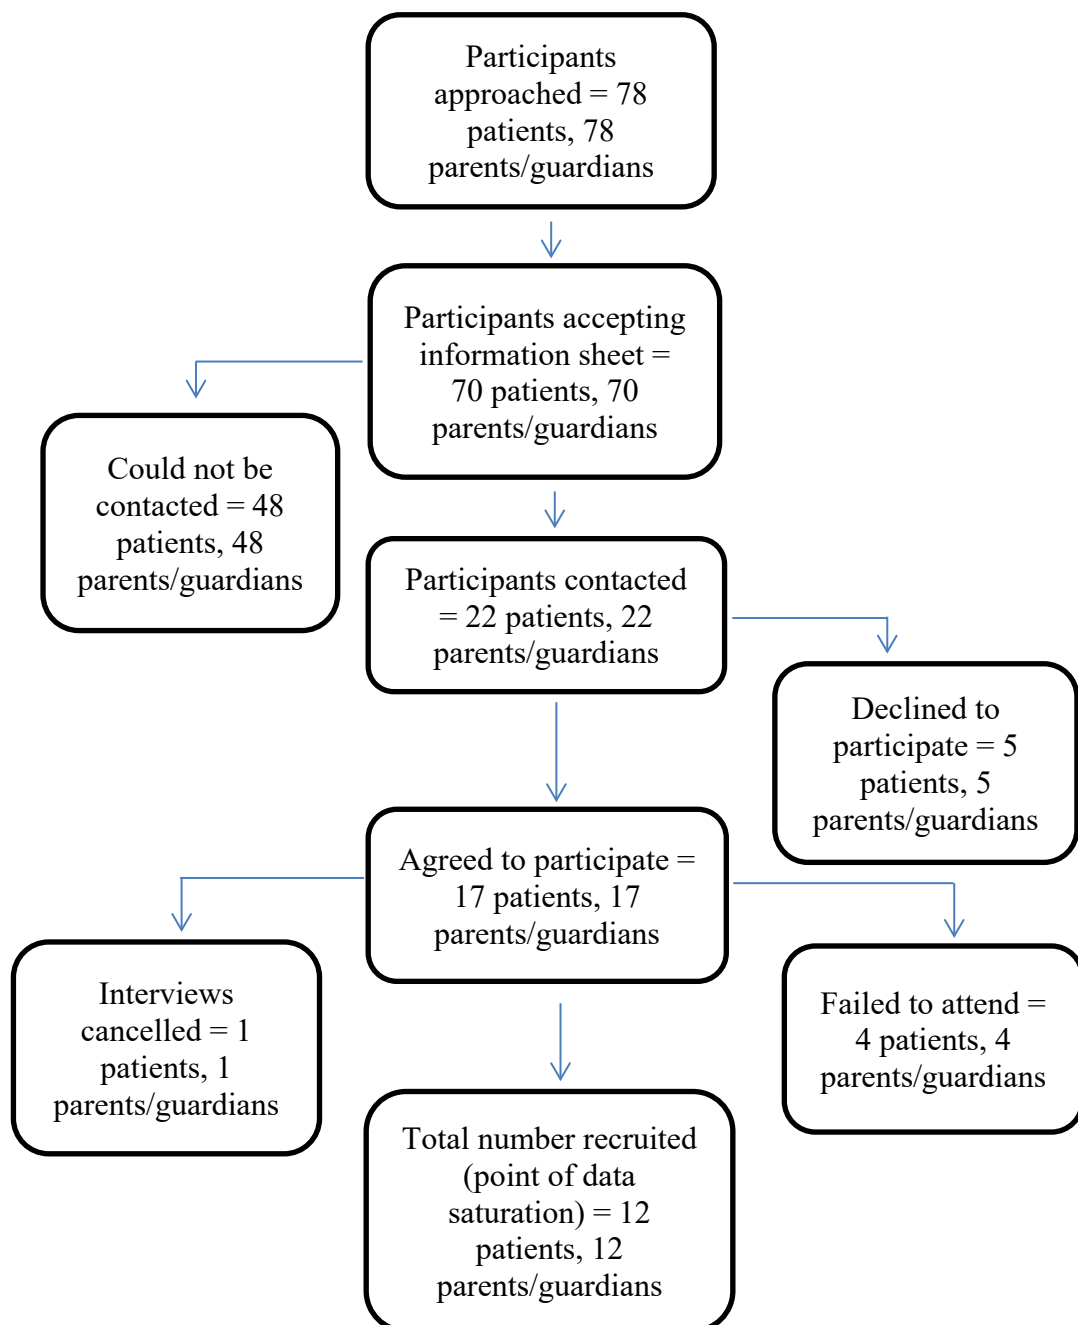 Participants
approached = 78
patients, 78
parents/guardians
Participants accepting
information sheet =
70 patients, 70
parents/guardians
Could not be
contacted = 48
patients, 48
parents/guardians
Participants contacted
= 22 patients, 22
parents/guardians
Declined to
participate = 5
patients, 5
parents/guardians
Agreed to participate =
17 patients, 17
parents/guardians
Interviews
cancelled = 1
patients, 1
parents/guardians
Failed to attend =
4 patients, 4
parents/guardians
Total number recruited
(point of data
saturation) = 12
patients, 12
parents/guardians